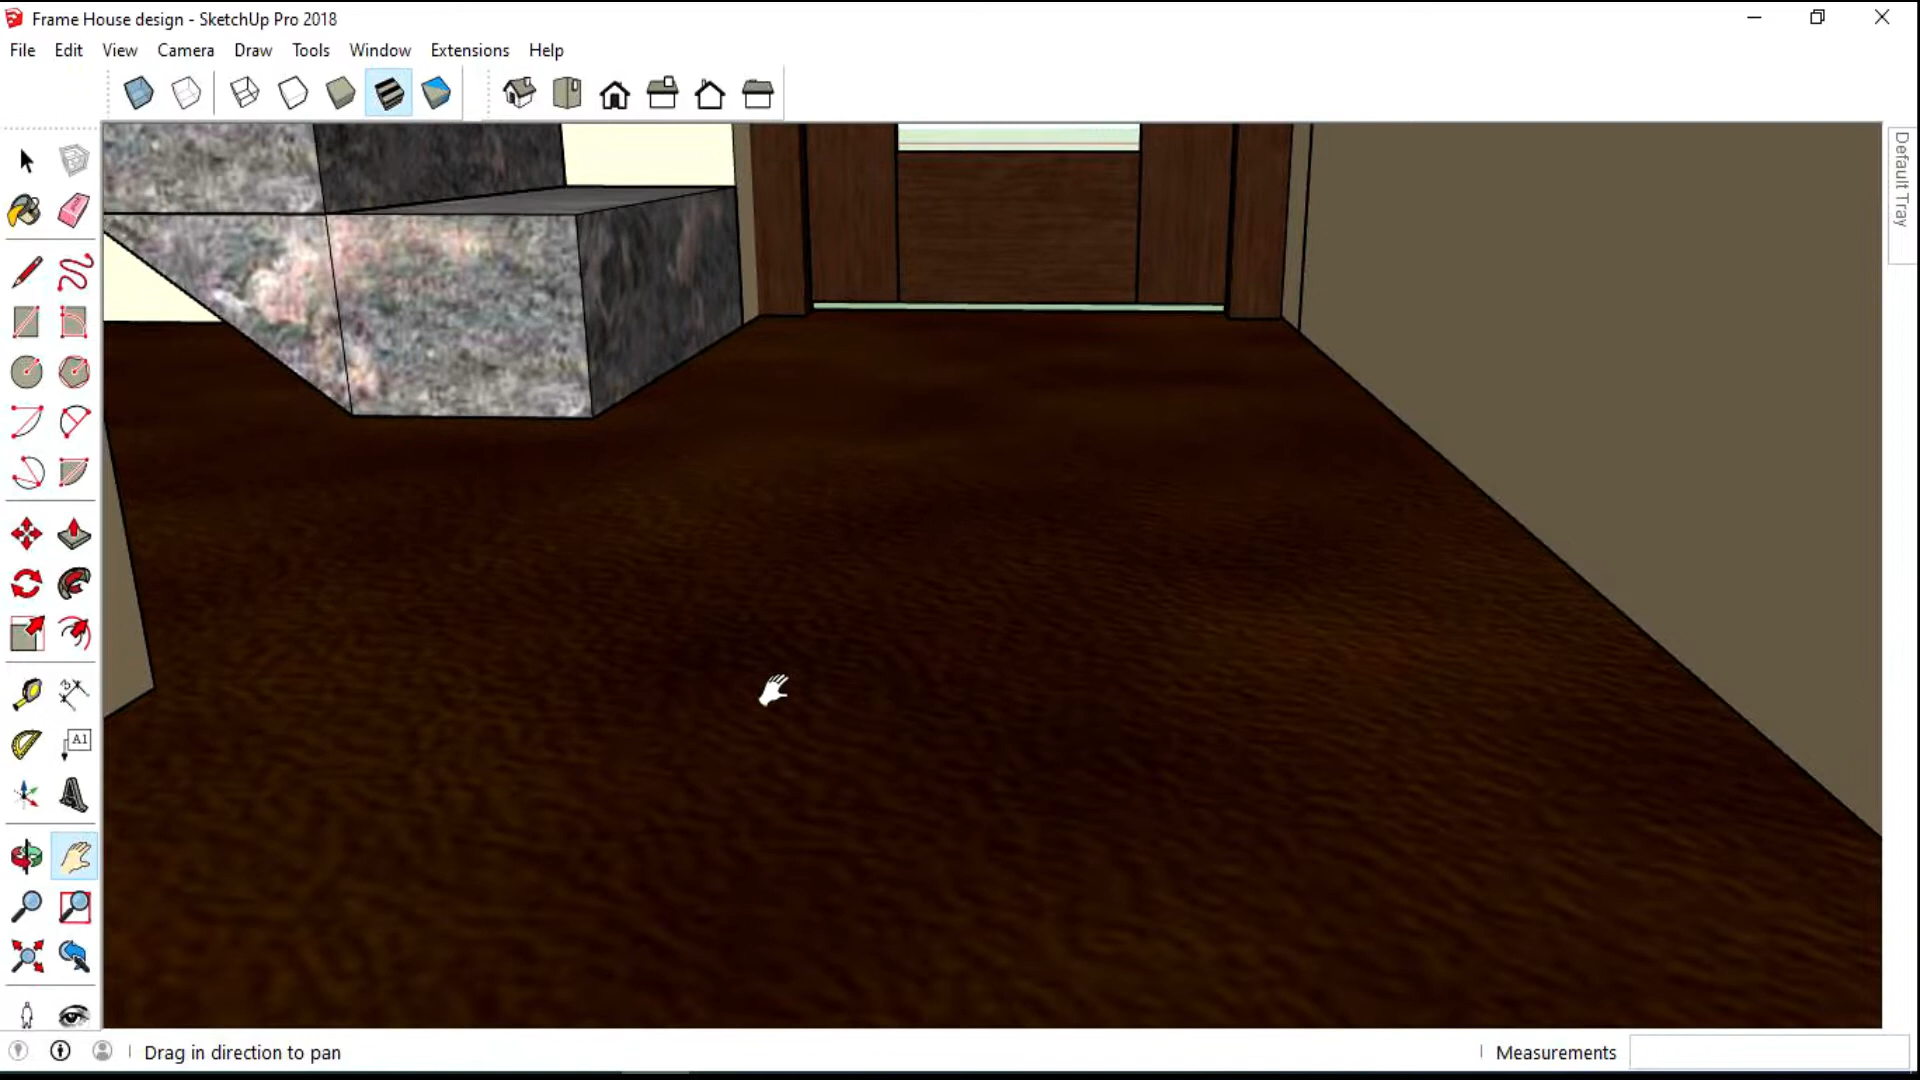 Frame House design - SketchUp Pro 2018
File Edit View Camera Draw Tools Window Extensions Help
Default Tray
A1
Drag in direction to pan
Measurements